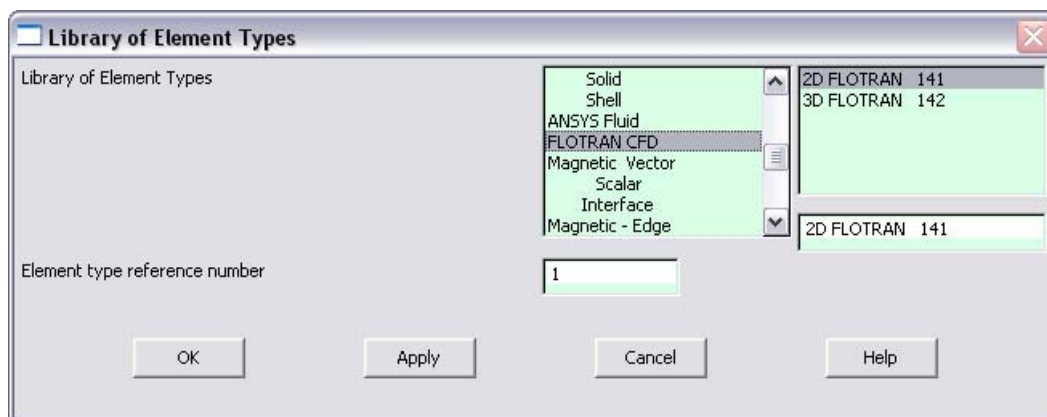 Library of Element Types
Library of Element Types
Solid
Shell
ANSYS Fluid
FLOTRAN CFD
Magnetic Vector
Scalar
Interface
Magnetic - Edge
2D FLOTRAN 141
3D FLOTRAN 142
2D FLOTRAN 141
Element type reference number
1
OK
Apply
Cancel
Help